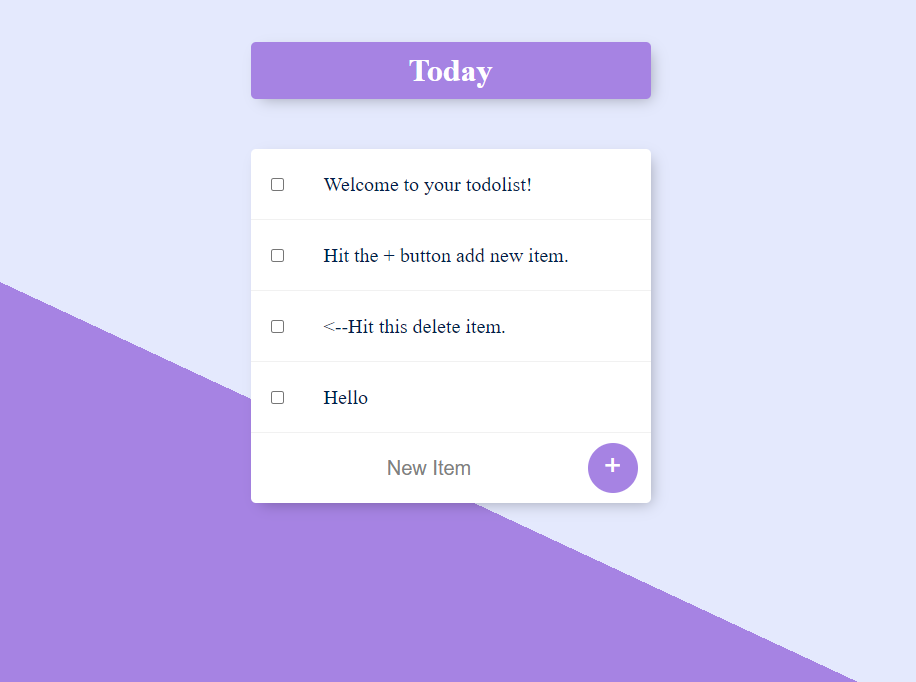 Today
Welcome to your todolist!
Hit the + button add new item.
<--Hit this delete item.
Hello
New Item +